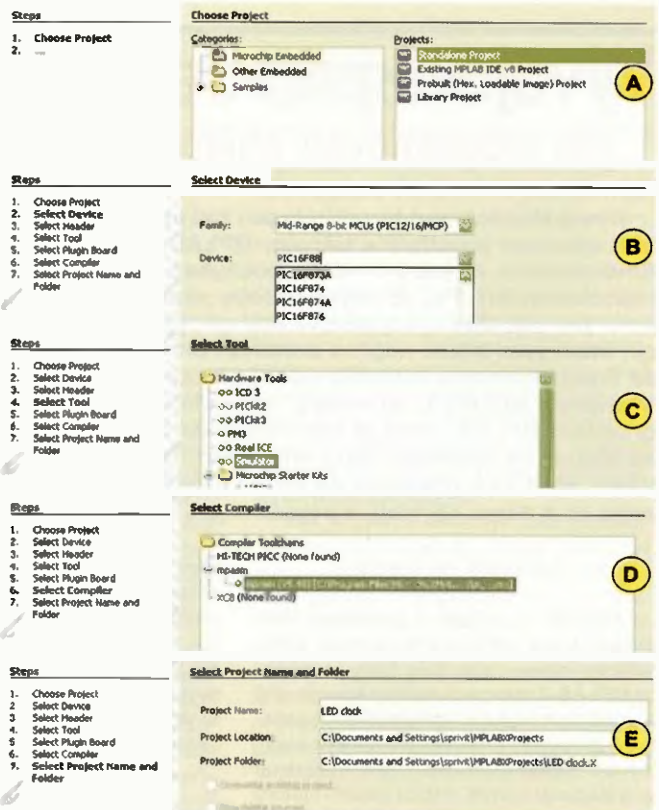 Steps
1. Choose Project
2. ...
Choose Project
Categories:
Microchip Embedded
Other Embedded
Samples
Projects:
Standalone Project
Existing MPLAB IDE v8 Project
Prebuilt (Hex, Loadable Image) Project
Library Project
A
Steps
1. Choose Project
2. Select Device
3. Select Header
4. Select Tool
5. Select Plugin Board
6. Select Compiler
7. Select Project Name and
Folder
Select Device
Family: Mid-Range 8-bit MCUs (PIC12/16/MCP)
Device: PIC16F88
PIC16F873A
PIC16F874
PIC16F874A
PIC16F876
B
Steps
1. Choose Project
2. Select Device
3. Select Header
4. Select Tool
5. Select Plugin Board
6. Select Compiler
7. Select Project Name and
Folder
Select Tool
Hardware Tools
ICD 3
PICkit2
PICkit3
PM3
Real ICE
Simulator
Microchip Starter Kits
C
Steps
1. Choose Project
2. Select Device
3. Select Header
4. Select Tool
5. Select Plugin Board
6. Select Compiler
7. Select Project Name and
Folder
Select Compiler
Compiler Toolchains
HI-TECH PICC (None found)
mpasm
XC8 (None found)
D
Steps
1. Choose Project
2 Select Device
3 Select Header
4. Select Tool
5 Select Plugin Board
6. Select Compiler
7. Select Project Name and
Folder
Select Project Name and Folder
Project Name: LED clock
Project Location: C:\Documents and Settings\sprivit\MPLABXProjects
Project Folder: C:\Documents and Settings\sprivit\MPLABXProjects\LED clock.X
E